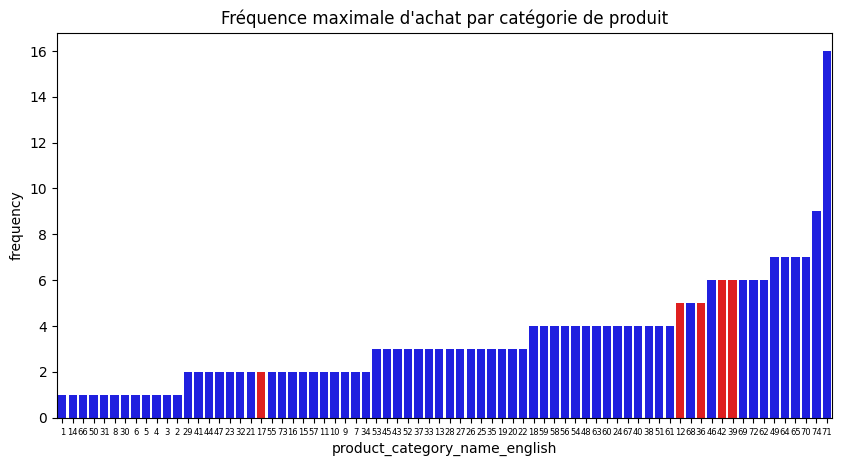 Fréquence maximale d'achat par catégorie de produit
16
14
12
10
8
6
4
2
0
frequency
1 14 66 50 31 8 30 6 5 4 3 2 29 41 44 47 23 32 21 17 55 73 16 15 57 11 10 9 7 34 53 45 43 52 37 33 13 28 27 26 25 35 19 20 22 18 59 58 56 54 48 63 60 24 67 40 38 51 61 12 68 36 46 42 39 69 72 62 49 64 65 70 74 71
product_category_name_english